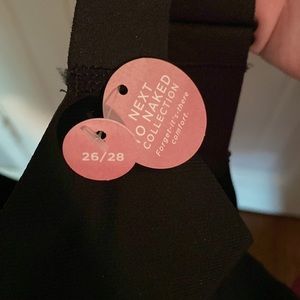 NEXT
TO NAKED
COLLECTION
Forget-it's-there
comfort.
26/28